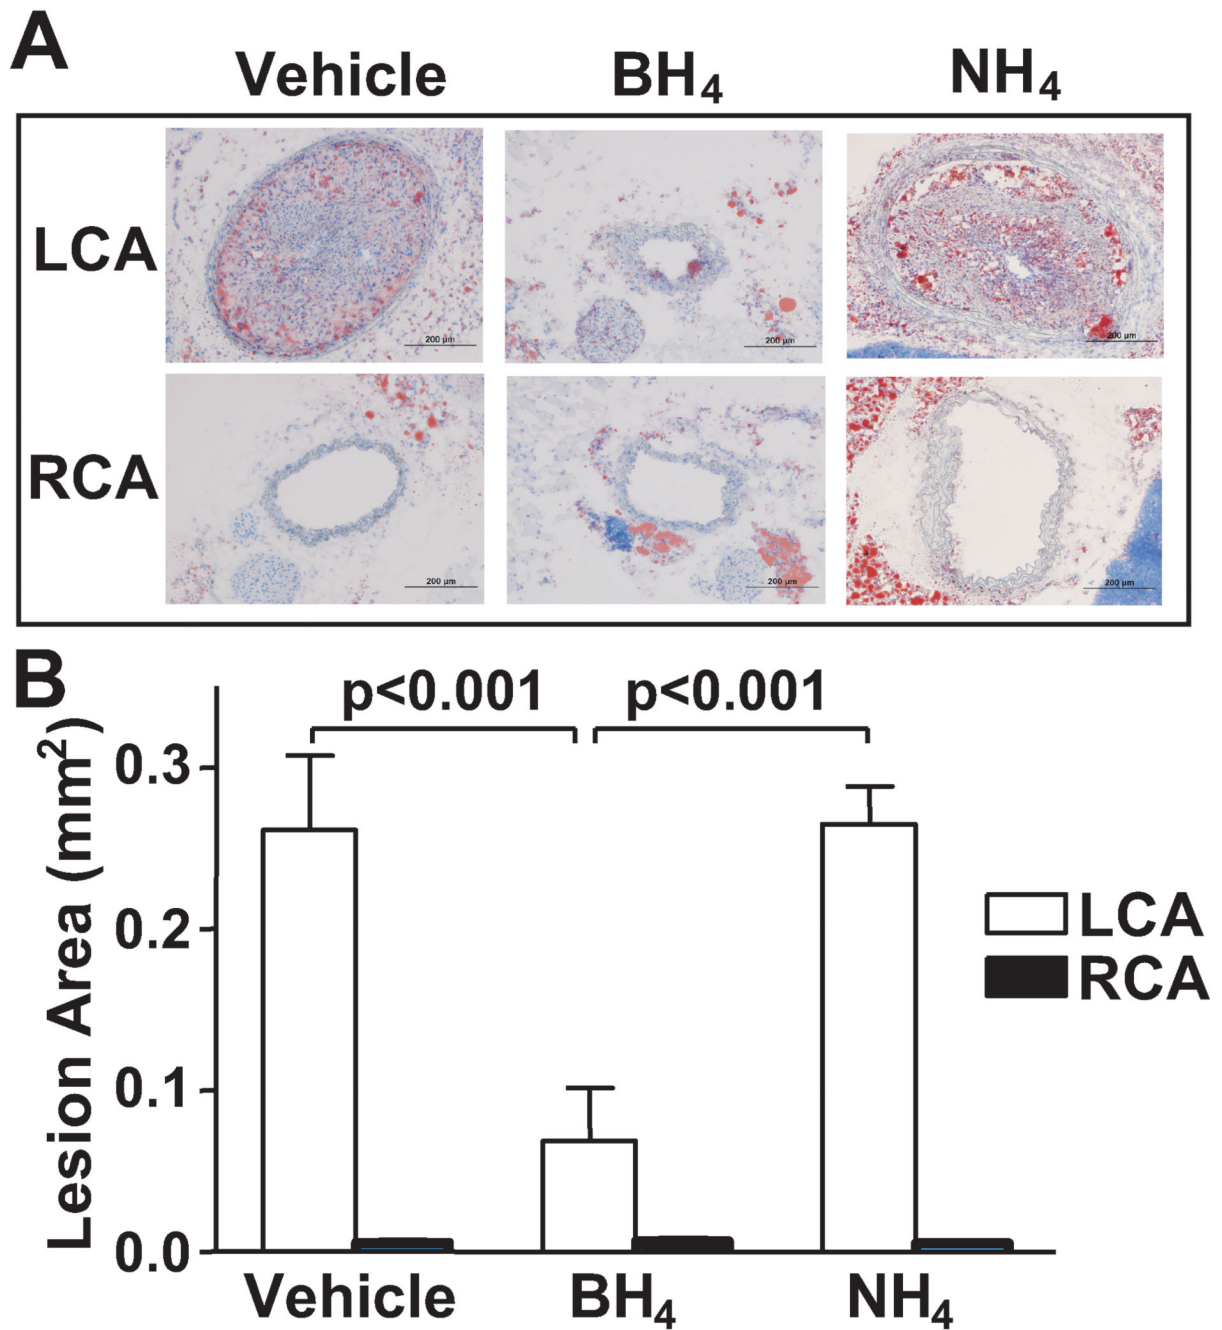 A
Vehicle BH₄ NH₄
LCA
200 µm 200 µm 200 µm
RCA
200 µm 200 µm 200 µm
B
p<0.001 p<0.001
Lesion Area (mm²)
0.3
0.2
0.1
0.0
LCA
RCA
Vehicle BH₄ NH₄